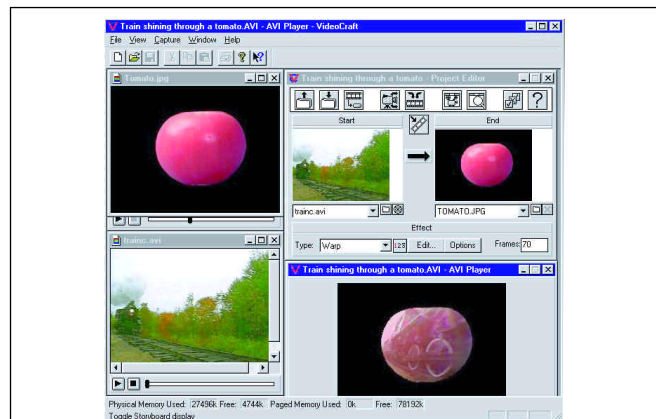 Train shining through a tomato.AVI - AVI Player - VideoCraft
File View Capture Window Help
Tomato.jpg
Train shining through a tomato - Project Editor
Start
End
trainc.avi
TOMATO.JPG
Effect
Type: Warp 123 Edit... Options Frames: 70
trainc.avi
Train shining through a tomato.AVI - AVI Player
Physical Memory Used: 27496k Free: 4744k Paged Memory Used: 0k Free: 78192k
Toggle Storyboard display